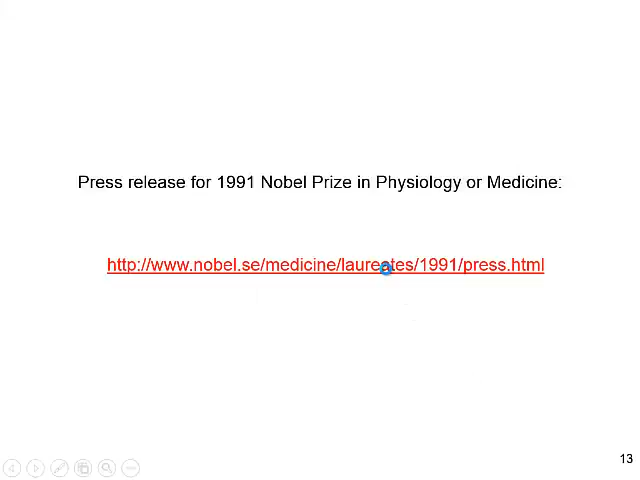 Press release for 1991 Nobel Prize in Physiology or Medicine:
http://www.nobel.se/medicine/laureates/1991/press.html
13